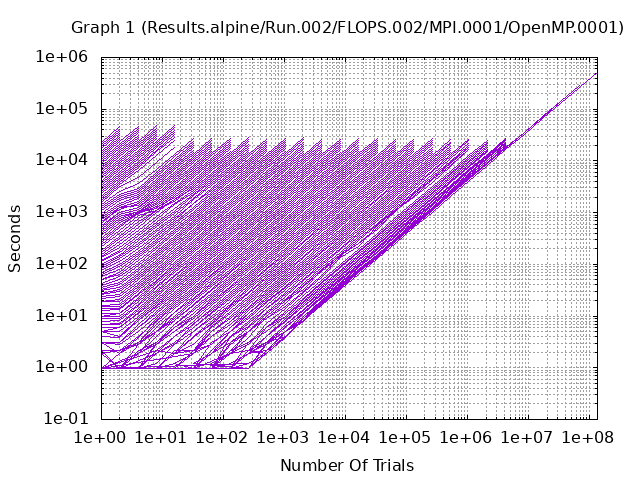 Graph 1 (Results.alpine/Run.002/FLOPS.002/MPI.0001/OpenMP.0001)
1e+06
1e+05
1e+04
1e+03
1e+02
1e+01
1e+00
1e-01
Seconds
1e+00 1e+01 1e+02 1e+03 1e+04 1e+05 1e+06 1e+07 1e+08
Number Of Trials